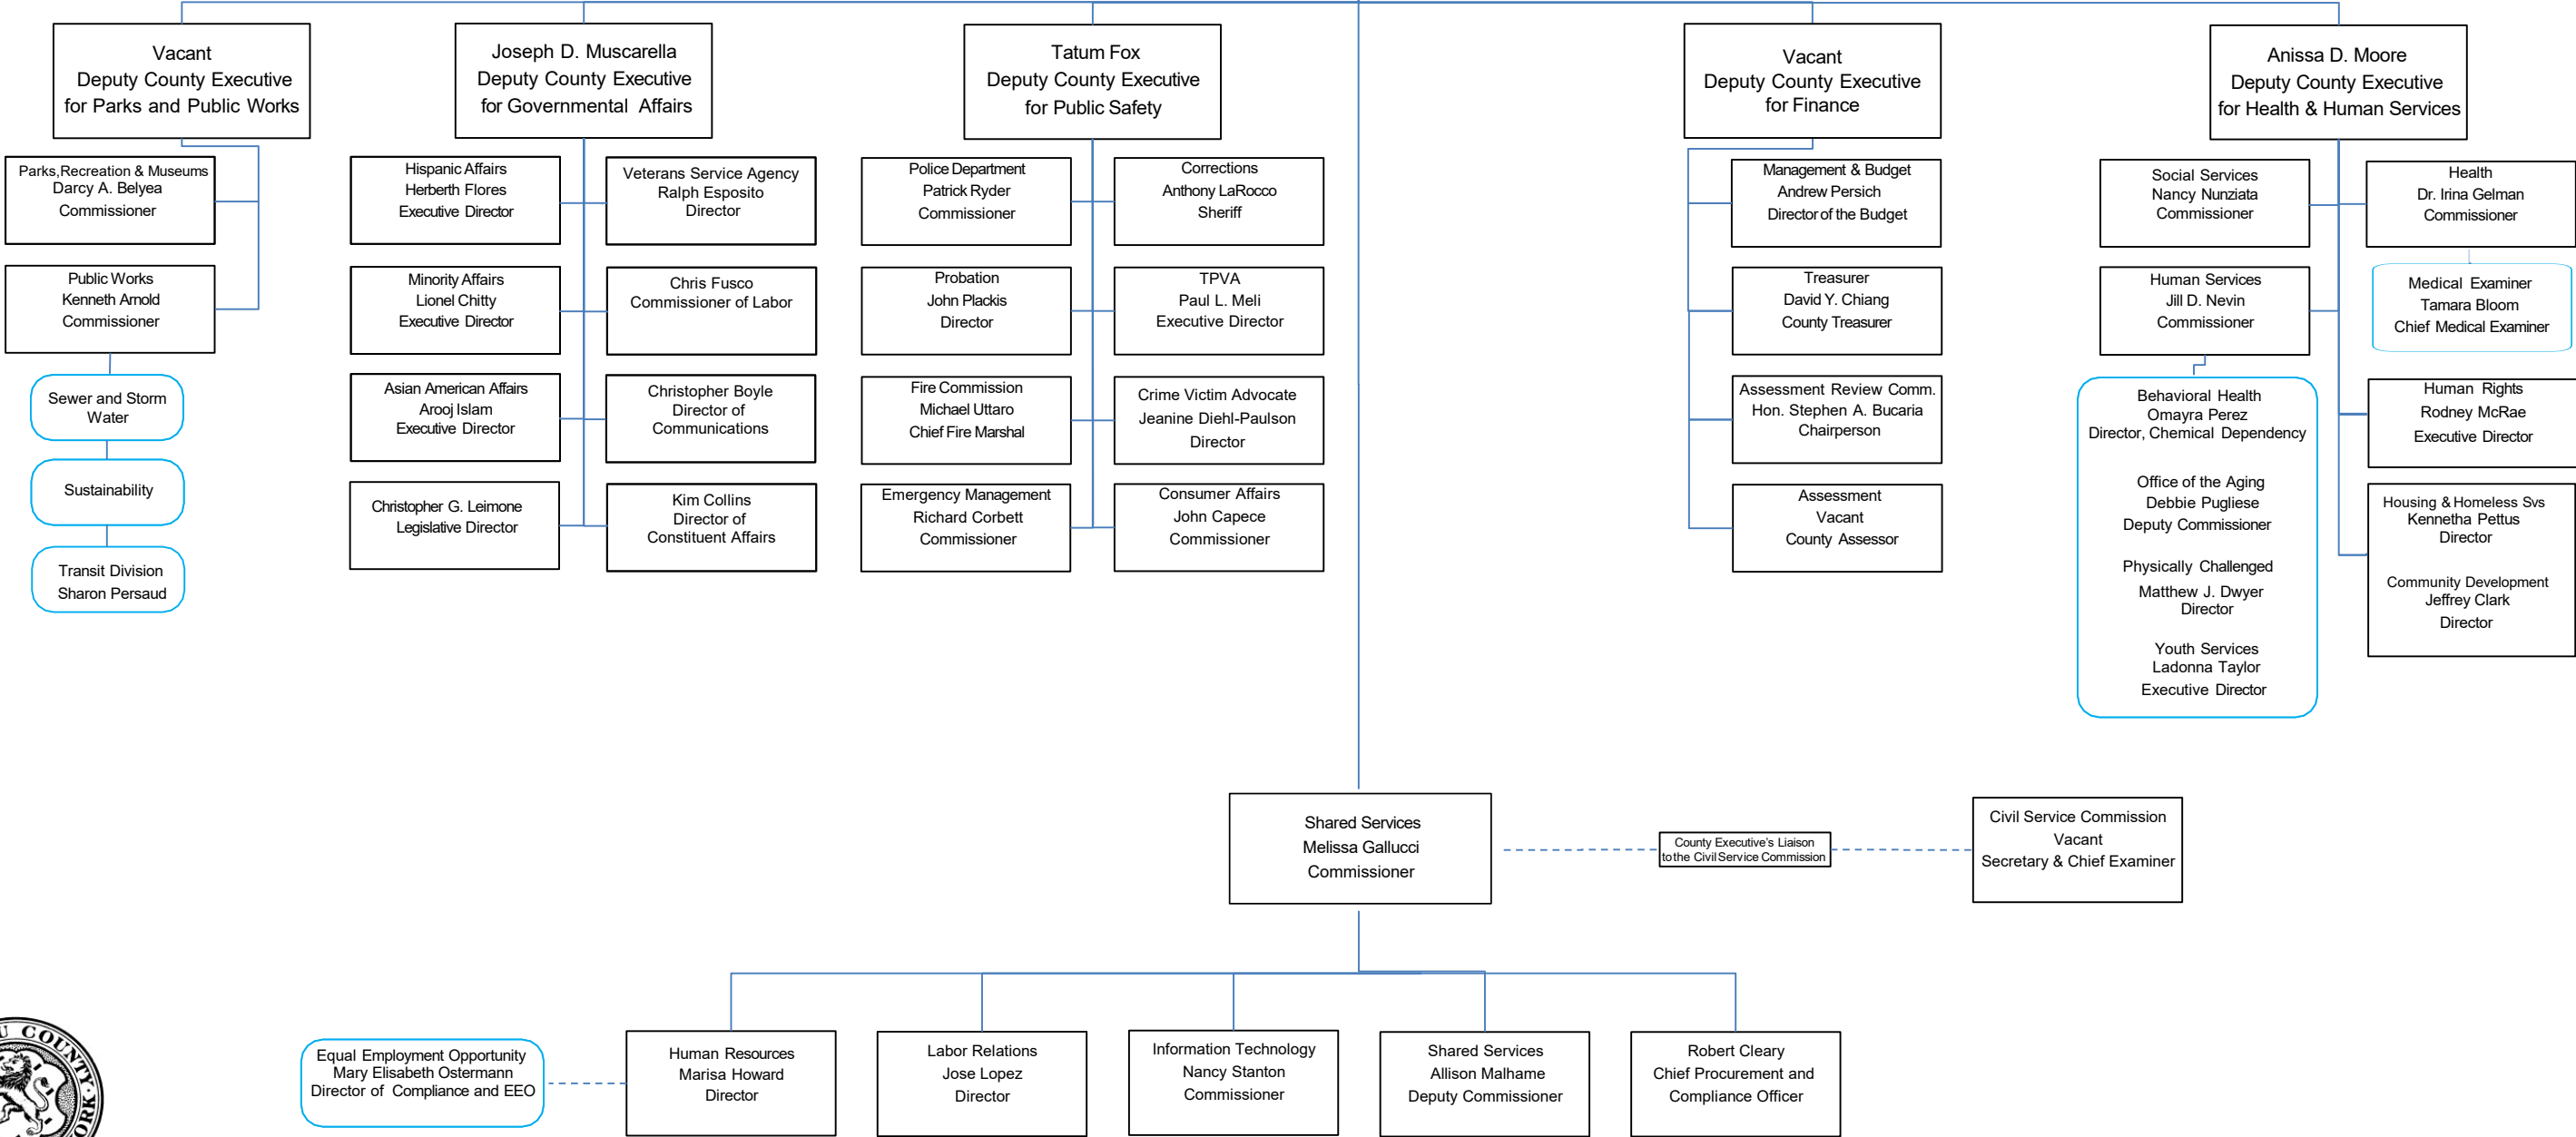 Vacant
Deputy County Executive
for Parks and Public Works
Joseph D. Muscarella
Deputy County Executive
for Governmental Affairs
Tatum Fox
Deputy County Executive
for Public Safety
Vacant
Deputy County Executive
for Finance
Anissa D. Moore
Deputy County Executive
for Health & Human Services
Parks,Recreation & Museums
Darcy A. Belyea
Commissioner
Public Works
Kenneth Arnold
Commissioner
Sewer and Storm
Water
Sustainability
Transit Division
Sharon Persaud
Hispanic Affairs
Herberth Flores
Executive Director
Veterans Service Agency
Ralph Esposito
Director
Minority Affairs
Lionel Chitty
Executive Director
Chris Fusco
Commissioner of Labor
Asian American Affairs
Arooj Islam
Executive Director
Christopher Boyle
Director of
Communications
Christopher G. Leimone
Legislative Director
Kim Collins
Director of
Constituent Affairs
Police Department
Patrick Ryder
Commissioner
Corrections
Anthony LaRocco
Sheriff
Probation
John Plackis
Director
TPVA
Paul L. Meli
Executive Director
Fire Commission
Michael Uttaro
Chief Fire Marshal
Crime Victim Advocate
Jeanine Diehl-Paulson
Director
Emergency Management
Richard Corbett
Commissioner
Consumer Affairs
John Capece
Commissioner
Management & Budget
Andrew Persich
Director of the Budget
Treasurer
David Y. Chiang
County Treasurer
Assessment Review Comm.
Hon. Stephen A. Bucaria
Chairperson
Assessment
Vacant
County Assessor
Social Services
Nancy Nunziata
Commissioner
Health
Dr. Irina Gelman
Commissioner
Human Services
Jill D. Nevin
Commissioner
Medical Examiner
Tamara Bloom
Chief Medical Examiner
Behavioral Health
Omayra Perez
Director, Chemical Dependency
Office of the Aging
Debbie Pugliese
Deputy Commissioner
Physically Challenged
Matthew J. Dwyer
Director
Youth Services
Ladonna Taylor
Executive Director
Human Rights
Rodney McRae
Executive Director
Housing & Homeless Svs
Kennetha Pettus
Director
Community Development
Jeffrey Clark
Director
Shared Services
Melissa Gallucci
Commissioner
County Executive's Liaison
to the Civil Service Commission
Civil Service Commission
Vacant
Secretary & Chief Examiner
Equal Employment Opportunity
Mary Elisabeth Ostermann
Director of Compliance and EEO
Human Resources
Marisa Howard
Director
Labor Relations
Jose Lopez
Director
Information Technology
Nancy Stanton
Commissioner
Shared Services
Allison Malhame
Deputy Commissioner
Robert Cleary
Chief Procurement and
Compliance Officer
COUNTY